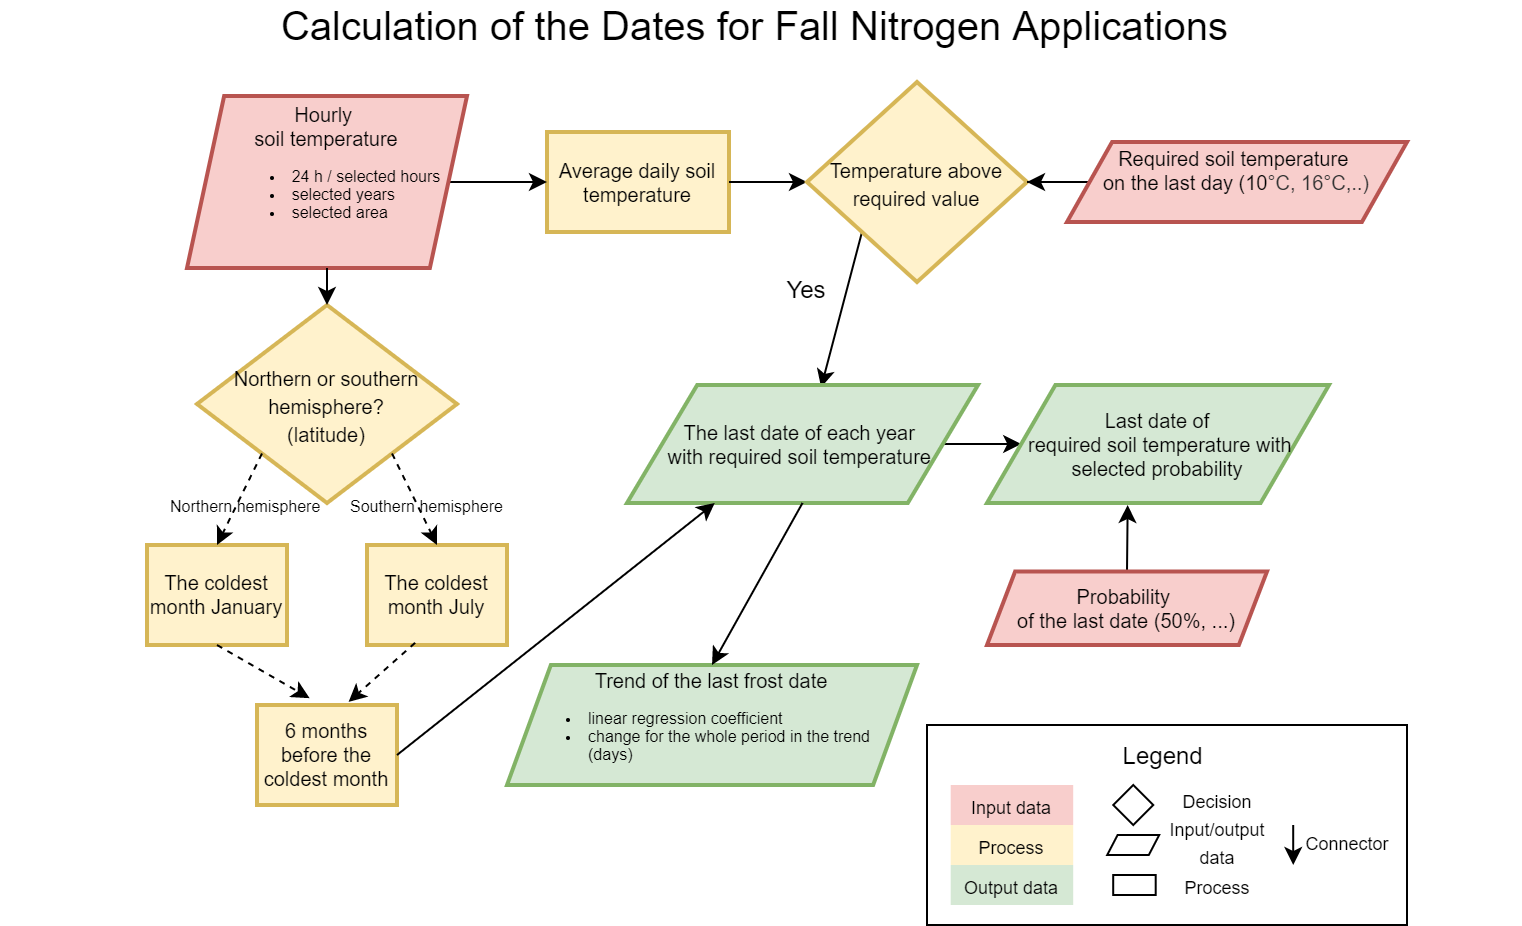 Calculation of the Dates for Fall Nitrogen Applications
Hourly
soil temperature
• 24 h / selected hours
• selected years
• selected area
Average daily soil
temperature
Temperature above
required value
Required soil temperature
on the last day (10°C, 16°C,..)
Yes
Northern or southern
hemisphere?
(latitude)
Northern hemisphere
Southern hemisphere
The coldest
month January
The coldest
month July
6 months
before the
coldest month
The last date of each year
with required soil temperature
Last date of
required soil temperature with
selected probability
Probability
of the last date (50%, ...)
Trend of the last frost date
• linear regression coefficient
• change for the whole period in the trend
(days)
Legend
Input data
Process
Output data
Decision
Input/output
data
Process
Connector